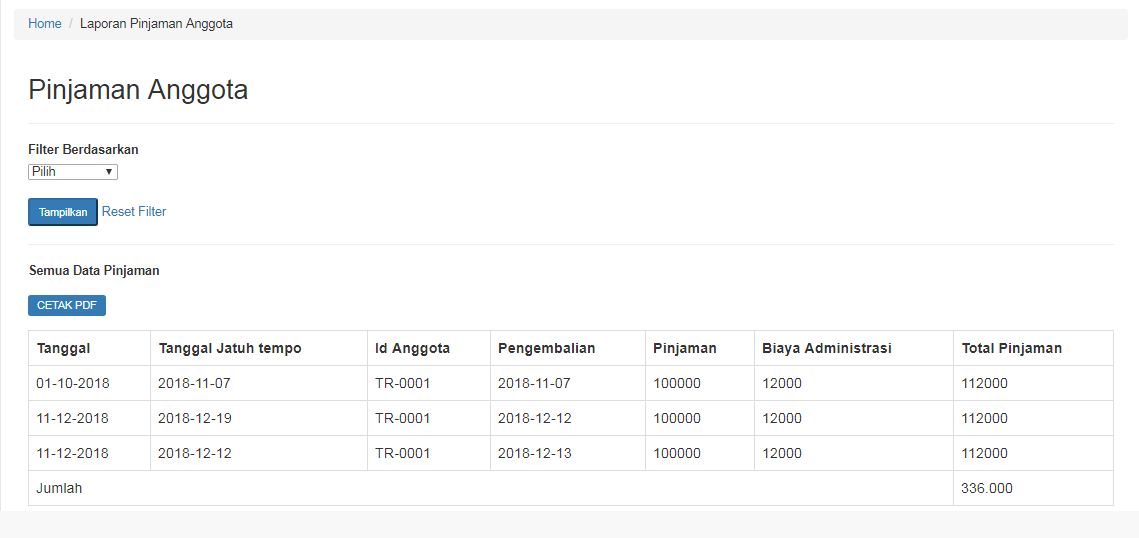 Home / Laporan Pinjaman Anggota
Pinjaman Anggota
Filter Berdasarkan
Pilih
Tampilkan Reset Filter
Semua Data Pinjaman
CETAK PDF
Tanggal Tanggal Jatuh tempo Id Anggota Pengembalian Pinjaman Biaya Administrasi Total Pinjaman
01-10-2018 2018-11-07 TR-0001 2018-11-07 100000 12000 112000
11-12-2018 2018-12-19 TR-0001 2018-12-12 100000 12000 112000
11-12-2018 2018-12-12 TR-0001 2018-12-13 100000 12000 112000
Jumlah 336.000